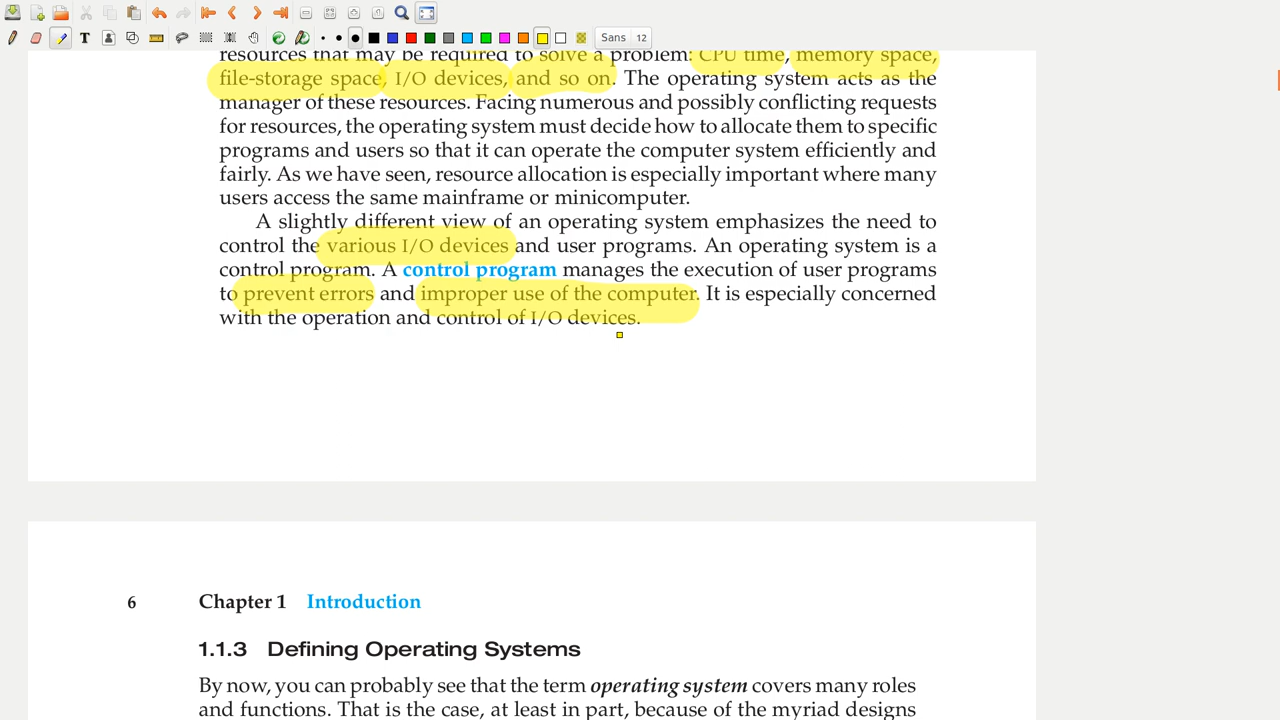 Sans 12
resources that may be required to solve a problem: CPU time, memory space,
file-storage space, I/O devices, and so on. The operating system acts as the
manager of these resources. Facing numerous and possibly conflicting requests
for resources, the operating system must decide how to allocate them to specific
programs and users so that it can operate the computer system efficiently and
fairly. As we have seen, resource allocation is especially important where many
users access the same mainframe or minicomputer.
A slightly different view of an operating system emphasizes the need to
control the various I/O devices and user programs. An operating system is a
control program. A control program manages the execution of user programs
to prevent errors and improper use of the computer. It is especially concerned
with the operation and control of I/O devices.
6 Chapter 1 Introduction
1.1.3 Defining Operating Systems
By now, you can probably see that the term operating system covers many roles
and functions. That is the case, at least in part, because of the myriad designs